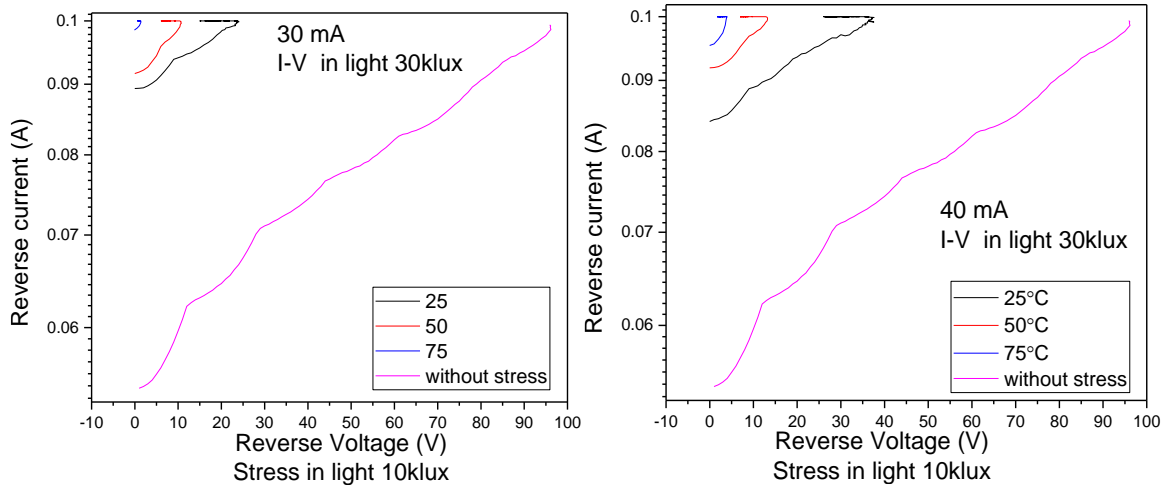 0.1
0.09
0.08
0.07
0.06
Reverse current (A)
30 mA
I-V in light 30klux
25
50
75
without stress
-10 0 10 20 30 40 50 60 70 80 90 100
Reverse Voltage (V)
Stress in light 10klux
0.1
0.09
0.08
0.07
0.06
Reverse current (A)
40 mA
I-V in light 30klux
25°C
50°C
75°C
without stress
-10 0 10 20 30 40 50 60 70 80 90 100
Reverse Voltage (V)
Stress in light 10klux